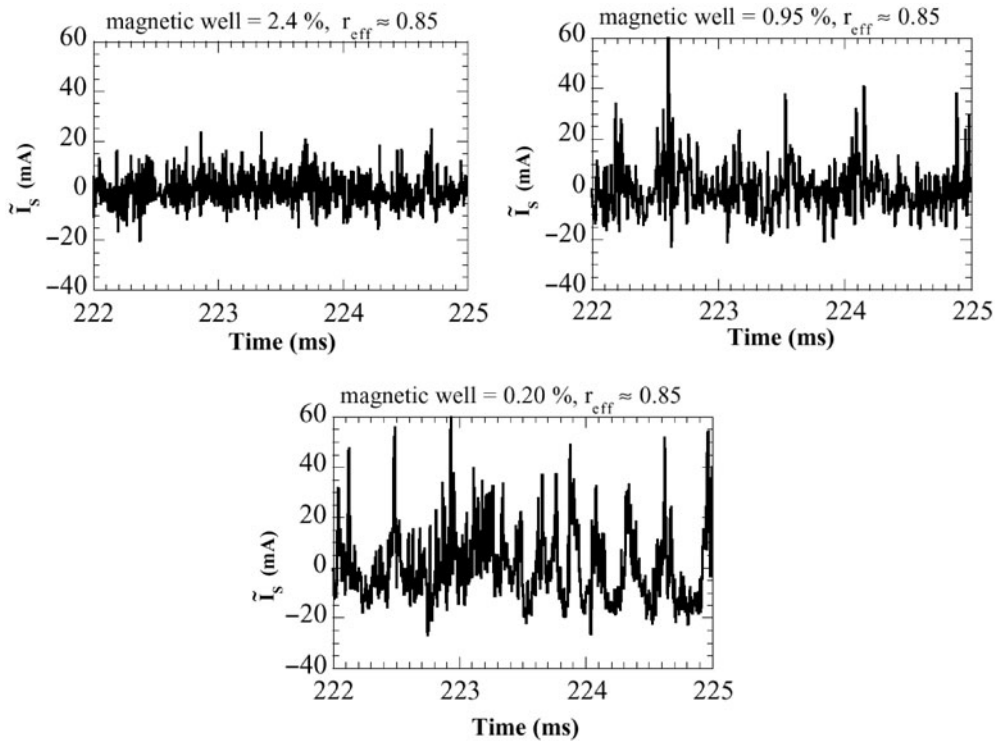 magnetic well = 2.4 %, r_eff ≈ 0.85
60
40
20
0
−20
−40
Ĩ_s (mA)
222 223 224 225
Time (ms)
magnetic well = 0.95 %, r_eff ≈ 0.85
60
40
20
0
−20
−40
Ĩ_s (mA)
222 223 224 225
Time (ms)
magnetic well = 0.20 %, r_eff ≈ 0.85
60
40
20
0
−20
−40
Ĩ_s (mA)
222 223 224 225
Time (ms)